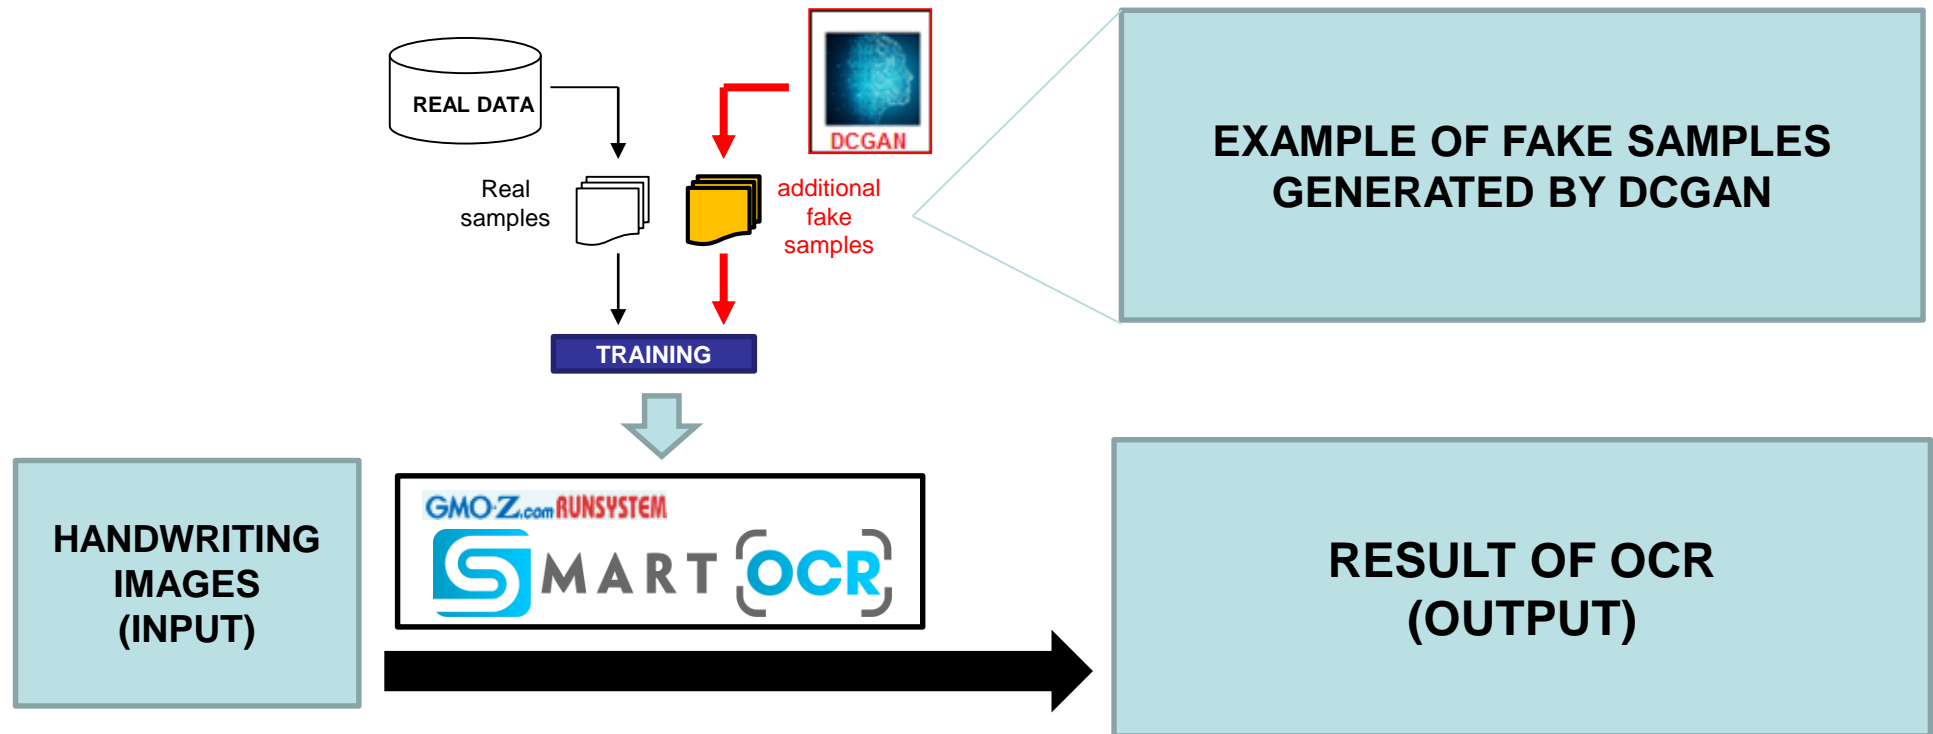 REAL DATA
DCGAN
Real
samples
additional
fake
samples
EXAMPLE OF FAKE SAMPLES
GENERATED BY DCGAN
TRAINING
HANDWRITING
IMAGES
(INPUT)
GMO-Z.com RUNSYSTEM
SMART OCR
RESULT OF OCR
(OUTPUT)